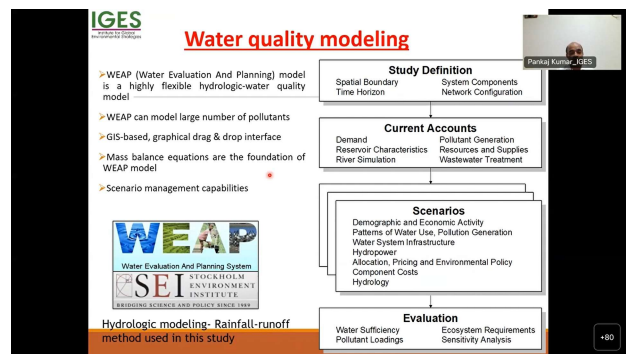 IGES
Institute for Global
Environmental Strategies
Water quality modeling
Pankaj Kumar_IGES
➢WEAP (Water Evaluation And Planning) model
is a highly flexible hydrologic-water quality
model
➢WEAP can model large number of pollutants
➢GIS-based, graphical drag & drop interface
➢Mass balance equations are the foundation of
WEAP model
➢Scenario management capabilities
WEAP
Water Evaluation And Planning System
SEI STOCKHOLM
ENVIRONMENT
INSTITUTE
BRIDGING SCIENCE AND POLICY SINCE 1989
Hydrologic modeling- Rainfall-runoff
method used in this study
Study Definition
Spatial Boundary System Components
Time Horizon Network Configuration
Current Accounts
Demand Pollutant Generation
Reservoir Characteristics Resources and Supplies
River Simulation Wastewater Treatment
Scenarios
Demographic and Economic Activity
Patterns of Water Use, Pollution Generation
Water System Infrastructure
Hydropower
Allocation, Pricing and Environmental Policy
Component Costs
Hydrology
Evaluation
Water Sufficiency Ecosystem Requirements
Pollutant Loadings Sensitivity Analysis
+80